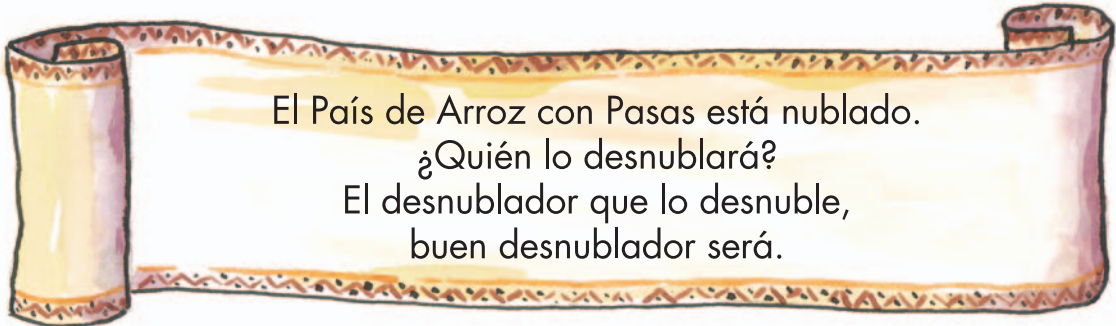 El País de Arroz con Pasas está nublado.
¿Quién lo desnublará?
El desnublador que lo desnuble,
buen desnublador será.